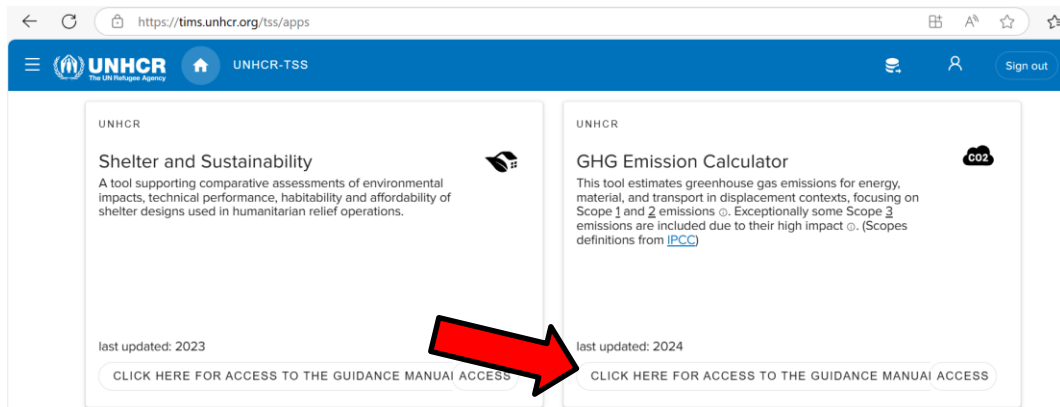 https://tims.unhcr.org/tss/apps
UNHCR
The UN Refugee Agency
UNHCR-TSS
Sign out
UNHCR
Shelter and Sustainability
A tool supporting comparative assessments of environmental
impacts, technical performance, habitability and affordability of
shelter designs used in humanitarian relief operations.
last updated: 2023
CLICK HERE FOR ACCESS TO THE GUIDANCE MANUAL ACCESS
UNHCR
GHG Emission Calculator
CO2
This tool estimates greenhouse gas emissions for energy,
material, and transport in displacement contexts, focusing on
Scope 1 and 2 emissions ⓘ. Exceptionally some Scope 3
emissions are included due to their high impact ⓘ. (Scopes
definitions from IPCC)
last updated: 2024
CLICK HERE FOR ACCESS TO THE GUIDANCE MANUAL ACCESS